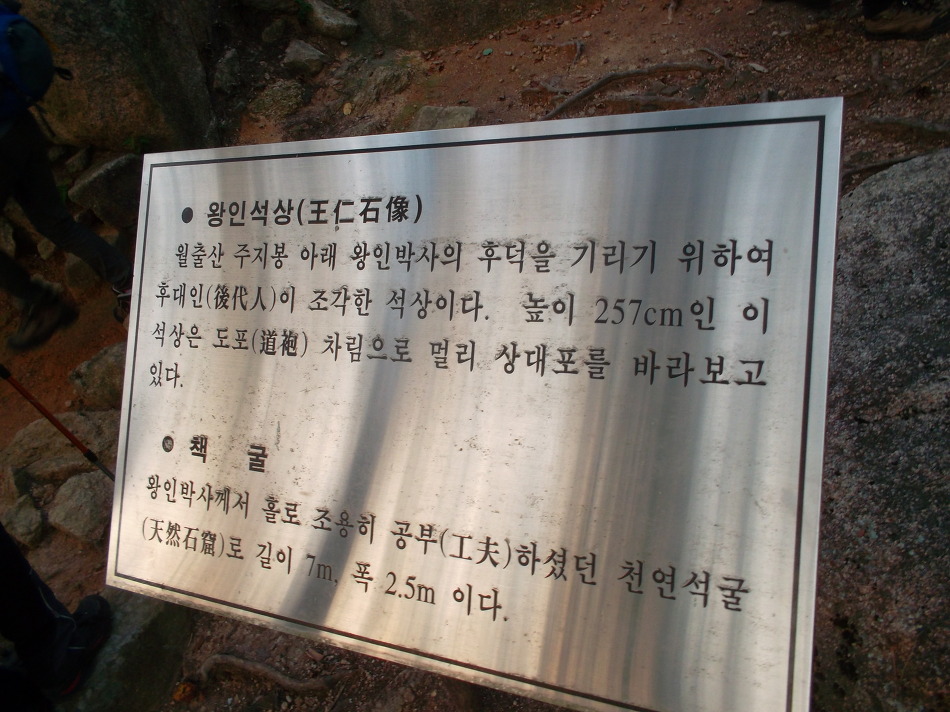 ● 왕인석상(王仁石像)
월출산 주지봉 아래 왕인박사의 후덕을 기리기 위하여
후대인(後代人)이 조각한 석상이다. 높이 257cm인 이
석상은 도포(道袍) 차림으로 멀리 상대포를 바라보고
있다.
● 책 굴
왕인박사께서 홀로 조용히 공부(工夫)하셨던 천연석굴
(天然石窟)로 길이 7m, 폭 2.5m 이다.